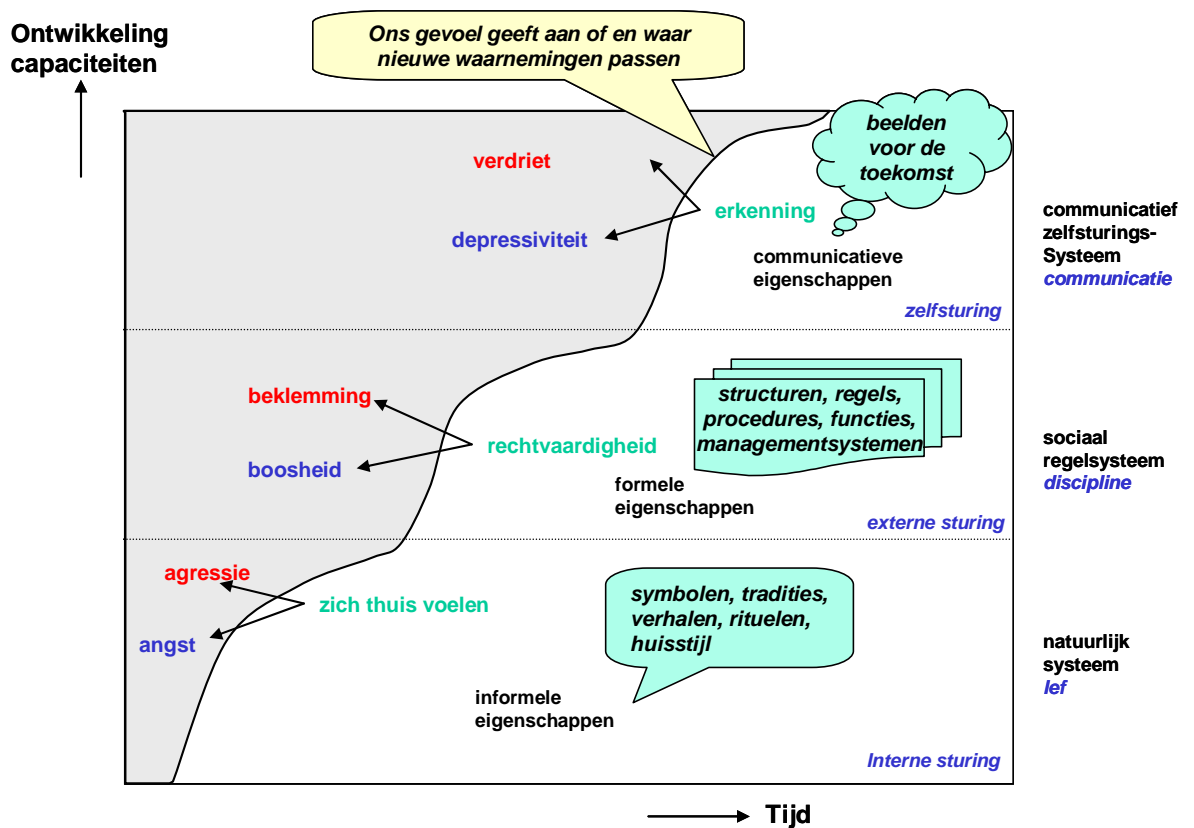 Ontwikkeling
capaciteiten
Ons gevoel geeft aan of en waar
nieuwe waarnemingen passen
beelden
voor de
toekomst
verdriet
erkenning
depressiviteit
communicatieve
eigenschappen
zelfsturing
communicatief
zelfsturings-
Systeem
communicatie
beklemming
structuren, regels,
procedures, functies,
managementsystemen
rechtvaardigheid
boosheid
formele
eigenschappen
externe sturing
sociaal
regelsysteem
discipline
agressie
zich thuis voelen
angst
symbolen, tradities,
verhalen, rituelen,
huisstijl
informele
eigenschappen
Interne sturing
natuurlijk
systeem
lef
Tijd